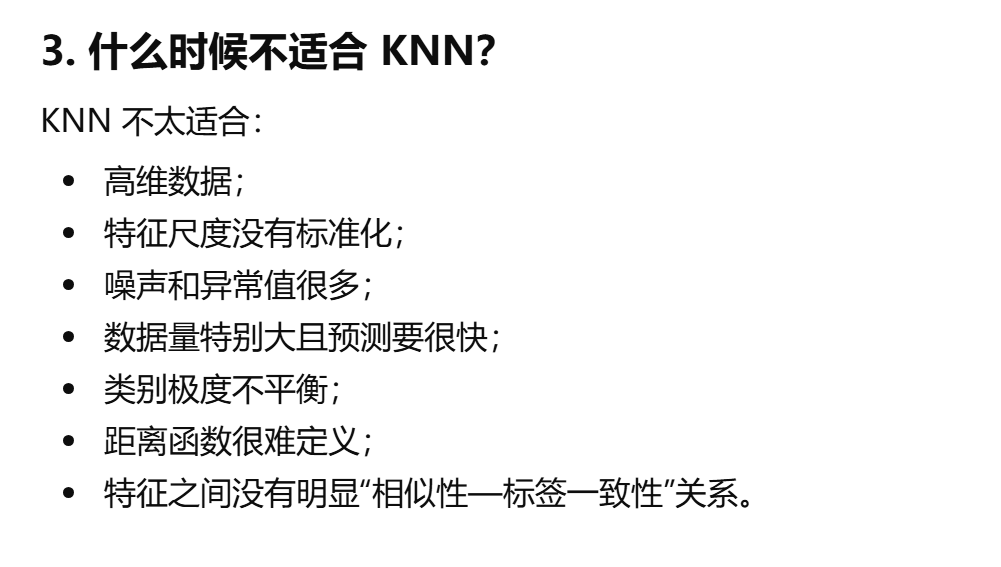 3. 什么时候不适合 KNN？
KNN 不太适合：
• 高维数据；
• 特征尺度没有标准化；
• 噪声和异常值很多；
• 数据量特别大且预测要很快；
• 类别极度不平衡；
• 距离函数很难定义；
• 特征之间没有明显“相似性—标签一致性”关系。